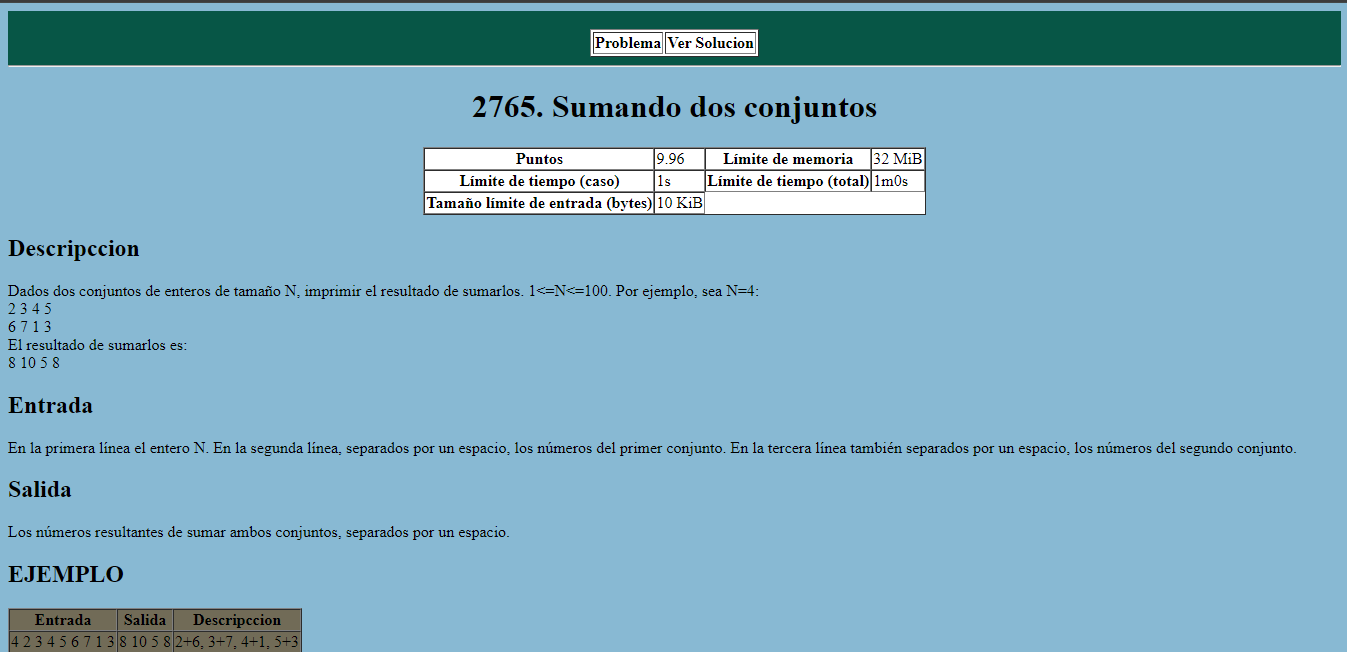 Problema Ver Solucion
2765. Sumando dos conjuntos
Puntos 9.96 Límite de memoria 32 MiB
Límite de tiempo (caso) 1s Límite de tiempo (total) 1m0s
Tamaño límite de entrada (bytes) 10 KiB
Descripccion
Dados dos conjuntos de enteros de tamaño N, imprimir el resultado de sumarlos. 1<=N<=100. Por ejemplo, sea N=4:
2 3 4 5
6 7 1 3
El resultado de sumarlos es:
8 10 5 8
Entrada
En la primera línea el entero N. En la segunda línea, separados por un espacio, los números del primer conjunto. En la tercera línea también separados por un espacio, los números del segundo conjunto.
Salida
Los números resultantes de sumar ambos conjuntos, separados por un espacio.
EJEMPLO
Entrada Salida Descripccion
4 2 3 4 5 6 7 1 3 8 10 5 8 2+6, 3+7, 4+1, 5+3